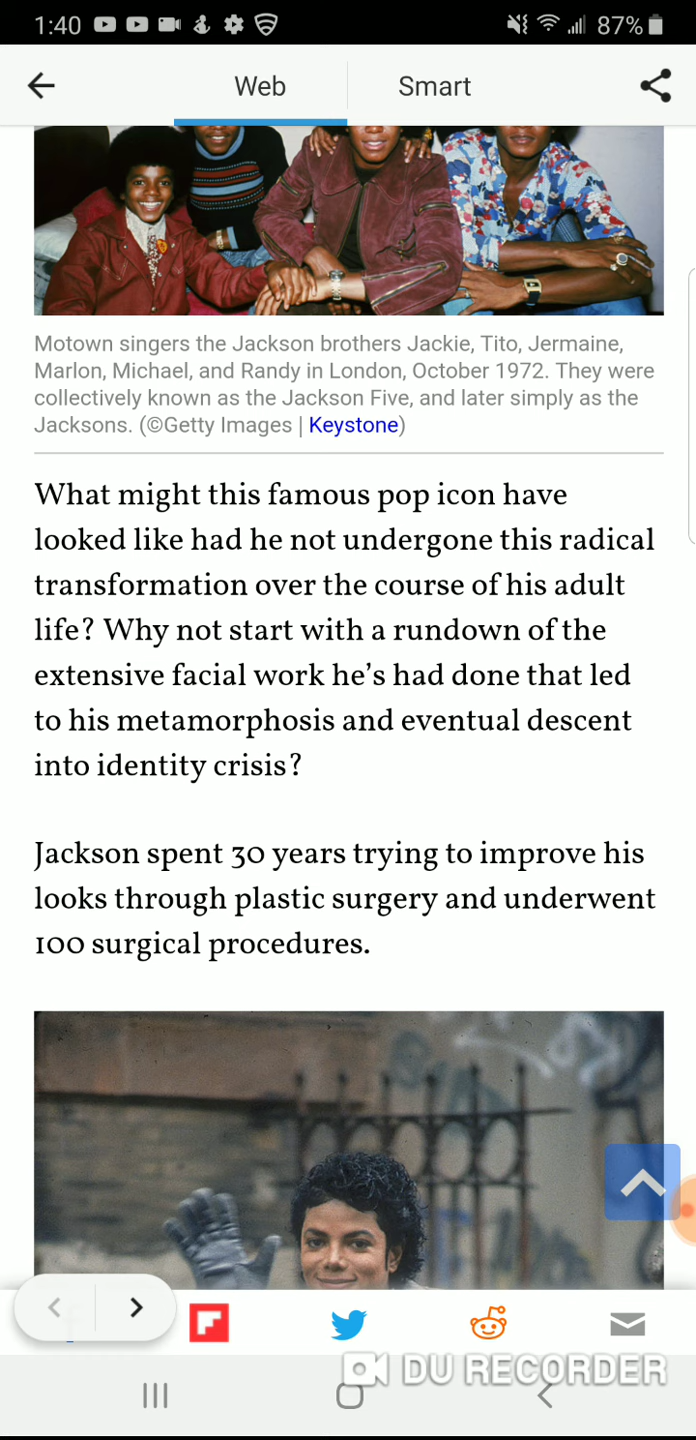 1:40
87%
Web
Smart
Motown singers the Jackson brothers Jackie, Tito, Jermaine,
Marlon, Michael, and Randy in London, October 1972. They were
collectively known as the Jackson Five, and later simply as the
Jacksons. (©Getty Images | Keystone)
What might this famous pop icon have
looked like had he not undergone this radical
transformation over the course of his adult
life? Why not start with a rundown of the
extensive facial work he’s had done that led
to his metamorphosis and eventual descent
into identity crisis?
Jackson spent 30 years trying to improve his
looks through plastic surgery and underwent
100 surgical procedures.
DU RECORDER